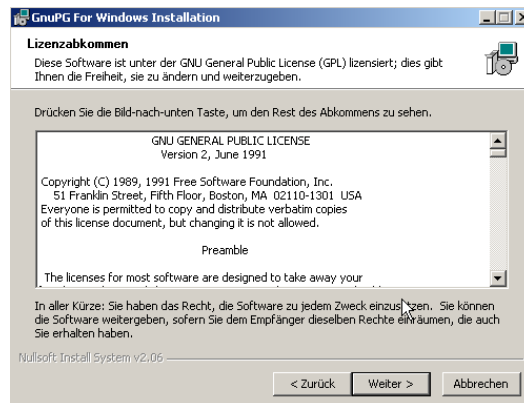 GnuPG For Windows Installation
Lizenzabkommen
Diese Software ist unter der GNU General Public License (GPL) lizensiert; dies gibt
Ihnen die Freiheit, sie zu ändern und weiterzugeben.
Drücken Sie die Bild-nach-unten Taste, um den Rest des Abkommens zu sehen.
GNU GENERAL PUBLIC LICENSE
Version 2, June 1991
Copyright (C) 1989, 1991 Free Software Foundation, Inc.
51 Franklin Street, Fifth Floor, Boston, MA 02110-1301 USA
Everyone is permitted to copy and distribute verbatim copies
of this license document, but changing it is not allowed.
Preamble
The licenses for most software are designed to take away your
In aller Kürze: Sie haben das Recht, die Software zu jedem Zweck einzusetzen. Sie können
die Software weitergeben, sofern Sie dem Empfänger dieselben Rechte einräumen, die auch
Sie erhalten haben.
Nullsoft Install System v2.06
< Zurück Weiter > Abbrechen